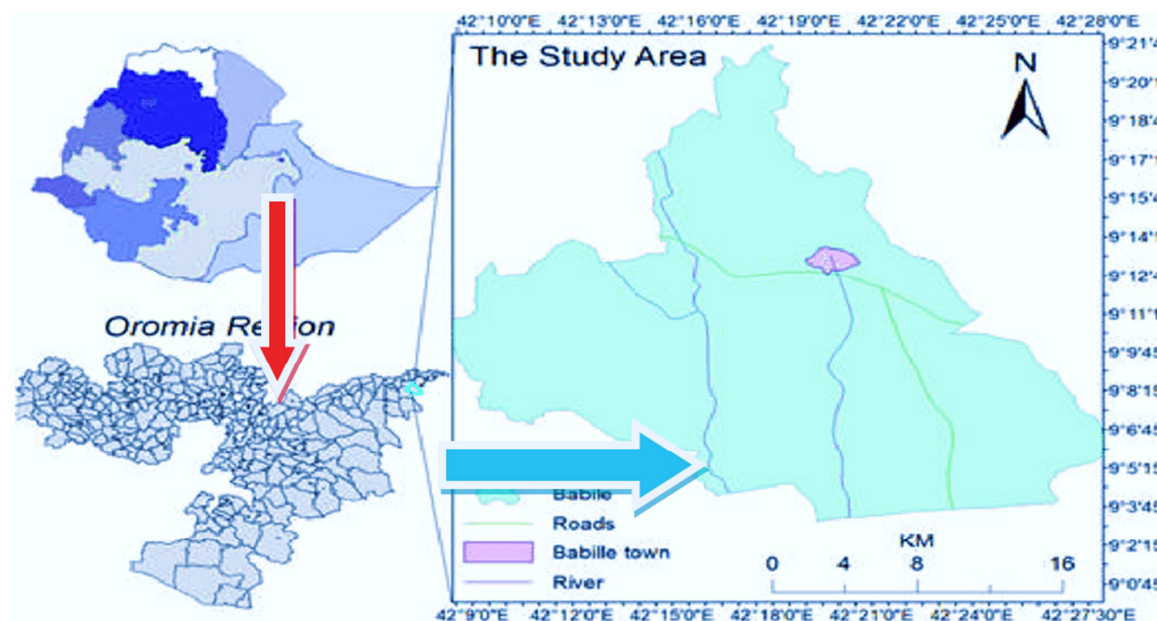 42°10'0"E 42°13'0"E 42°16'0"E 42°19'0"E 42°22'0"E 42°25'0"E 42°28'0"E
The Study Area
N
9°21'4
9°20'1
9°18'4
9°17'1
9°15'4
9°14'1
9°12'4
9°11'1
9°9'45
9°8'15
9°6'45
9°5'15
9°3'45
9°2'15
9°0'45
Oromia Region
Babile
Roads
Babille town
River
KM
0 4 8 16
42°9'0"E 42°12'0"E 42°15'0"E 42°18'0"E 42°21'0"E 42°24'0"E 42°27'30"E